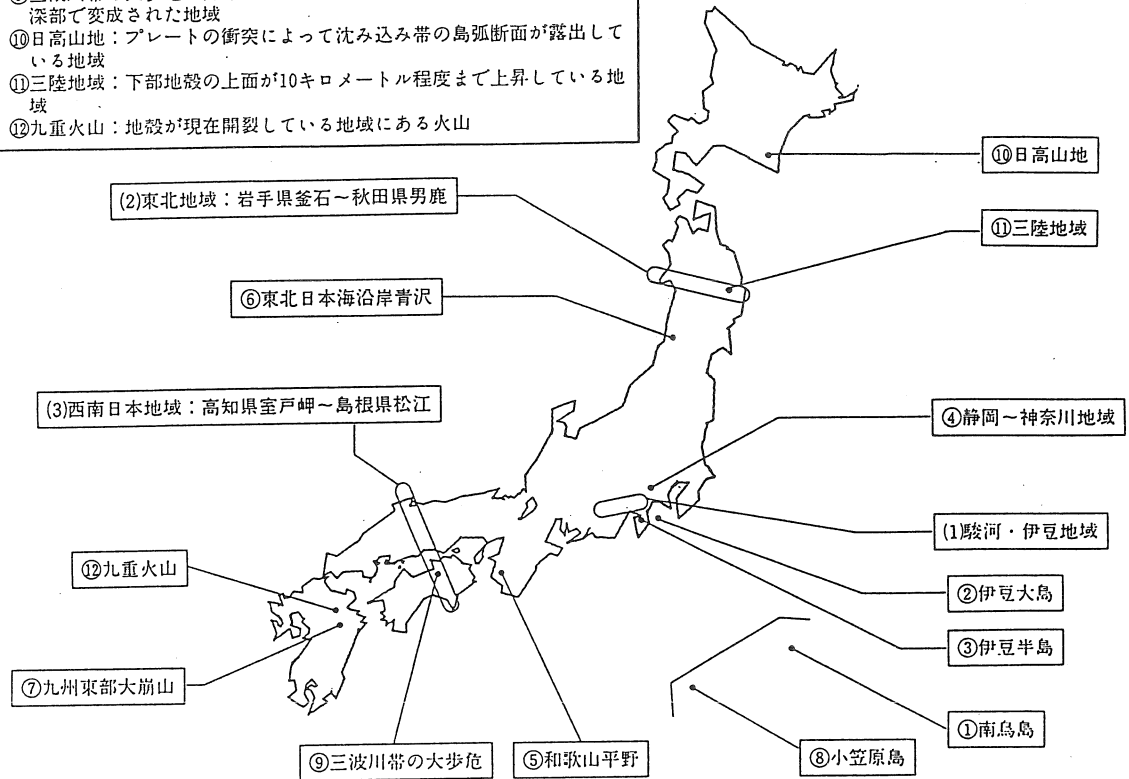 深部で変成された地域
⑩日高山地:プレートの衝突によって沈み込み帯の島弧断面が露出して
いる地域
⑪三陸地域:下部地殻の上面が10キロメートル程度まで上昇している地
域
⑫九重火山:地殻が現在開裂している地域にある火山
⑩日高山地
(2)東北地域:岩手県釜石~秋田県男鹿
⑪三陸地域
⑥東北日本海沿岸青沢
(3)西南日本地域:高知県室戸岬~島根県松江
④静岡~神奈川地域
(1)駿河・伊豆地域
⑫九重火山
②伊豆大島
③伊豆半島
⑦九州東部大崩山
①南鳥島
⑨三波川帯の大歩危
⑤和歌山平野
⑧小笠原島